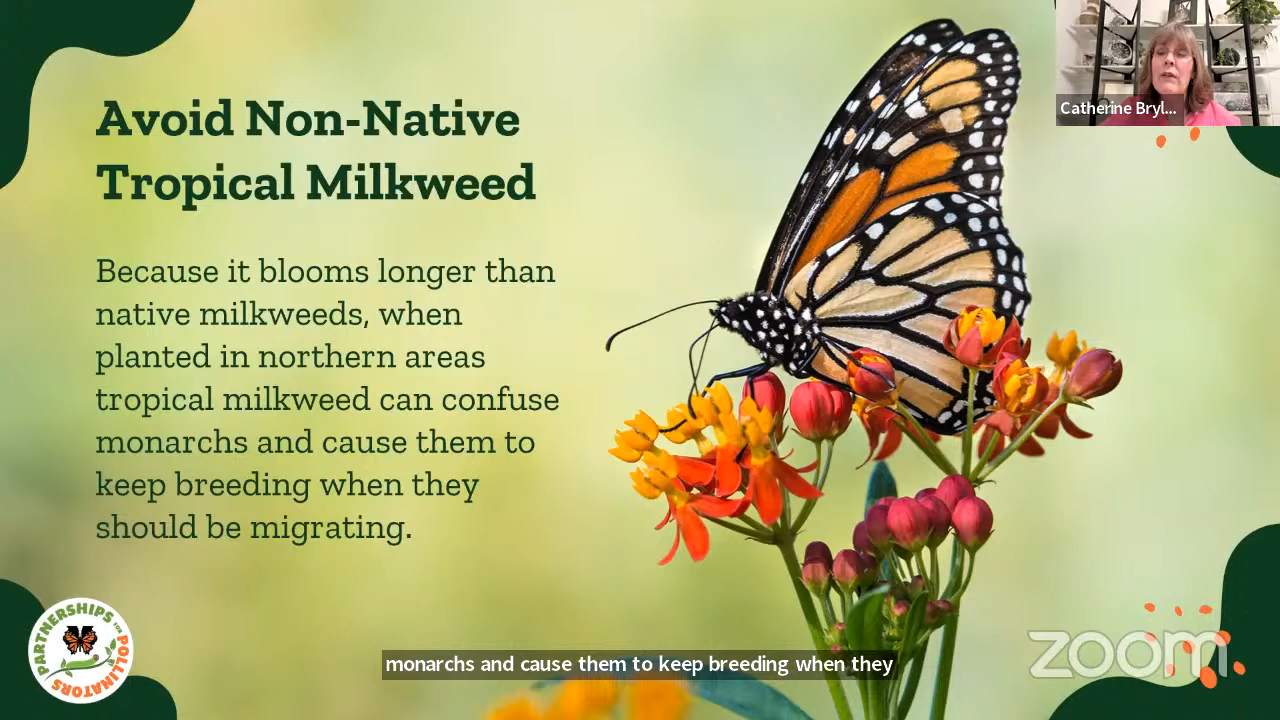 Avoid Non-Native
Tropical Milkweed
Because it blooms longer than
native milkweeds, when
planted in northern areas
tropical milkweed can confuse
monarchs and cause them to
keep breeding when they
should be migrating.
Catherine Bryl...
monarchs and cause them to keep breeding when they
PARTNERSHIPS FOR POLLINATORS
zoom